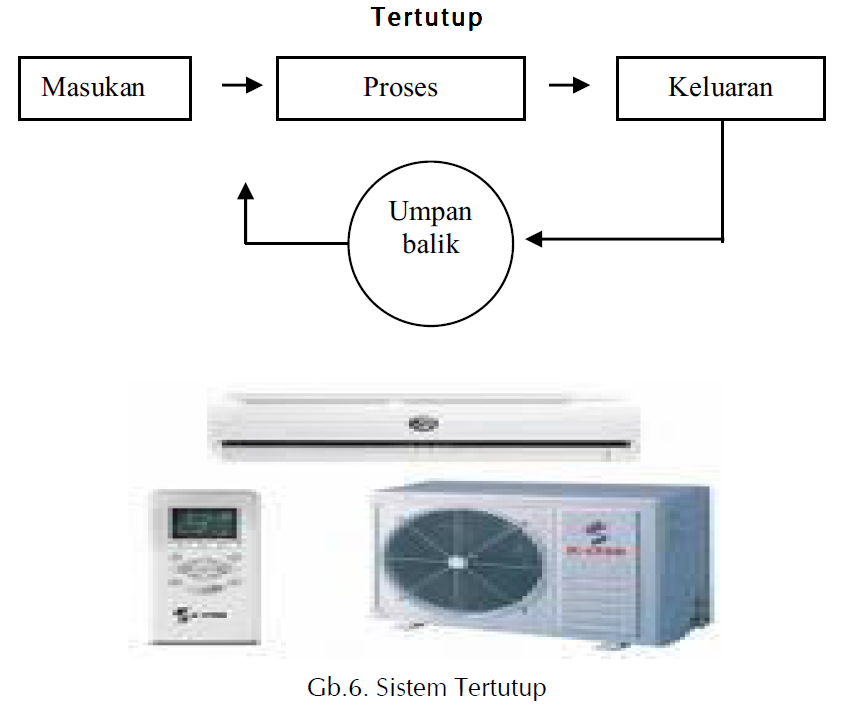 Tertutup
Masukan
Proses
Keluaran
Umpan
balik
Gb.6. Sistem Tertutup